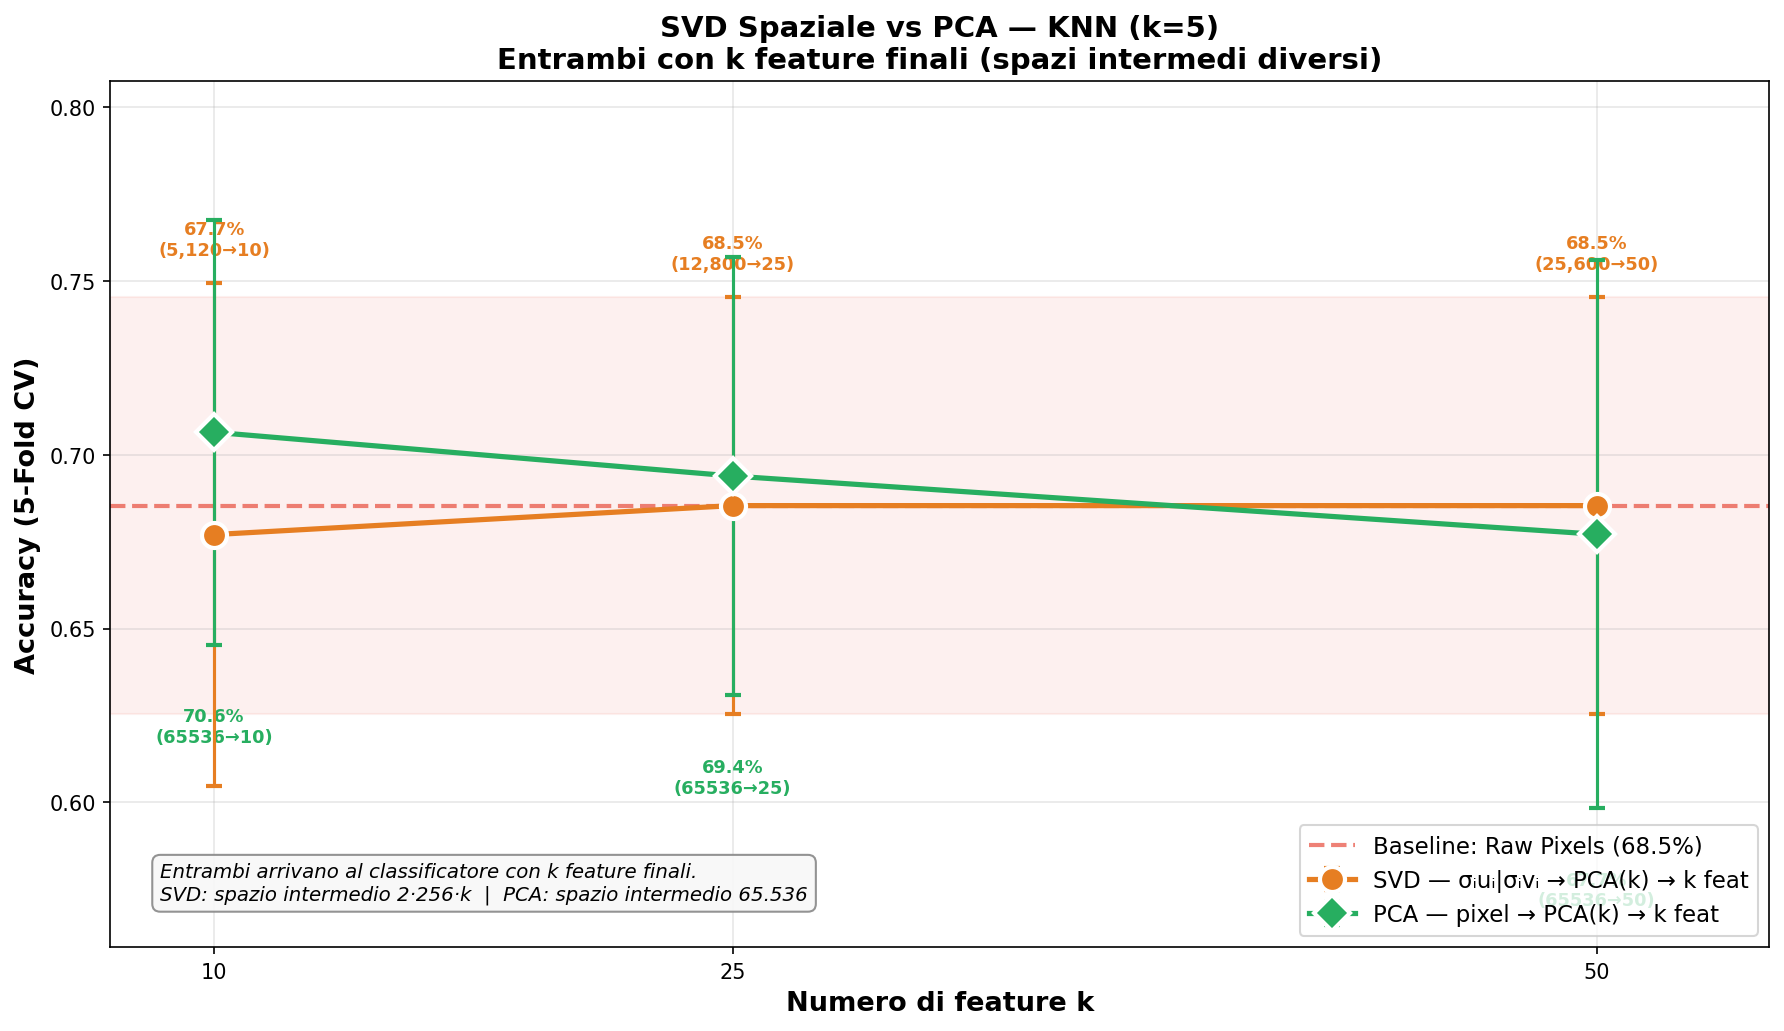 SVD Spaziale vs PCA — KNN (k=5)
Entrambi con k feature finali (spazi intermedi diversi)
Accuracy (5-Fold CV)
0.80
0.75
0.70
0.65
0.60
67.7%
(5,120→10)
68.5%
(12,800→25)
68.5%
(25,600→50)
70.6%
(65536→10)
69.4%
(65536→25)
(65536→50)
Entrambi arrivano al classificatore con k feature finali.
SVD: spazio intermedio 2·256·k | PCA: spazio intermedio 65.536
Baseline: Raw Pixels (68.5%)
SVD — σᵢuᵢ|σᵢvᵢ → PCA(k) → k feat
PCA — pixel → PCA(k) → k feat
10
25
50
Numero di feature k